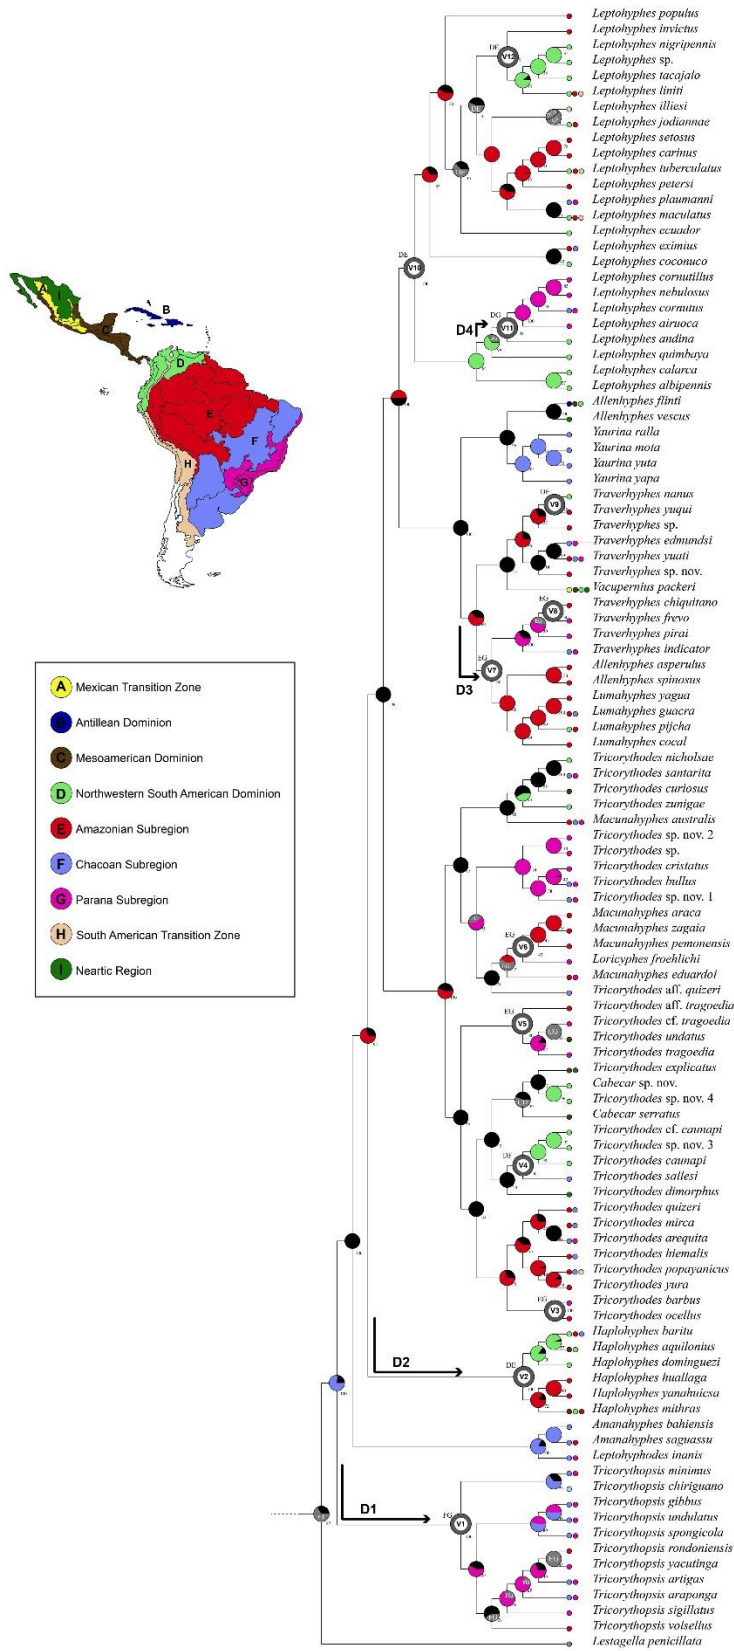 Leptohyphes populus
Leptohyphes invictus
Leptohyphes nigripennis
Leptohyphes sp.
Leptohyphes tacajalo
Leptohyphes liniti
Leptohyphes illiesi
Leptohyphes jodiannae
Leptohyphes setosus
Leptohyphes carinus
Leptohyphes tuberculatus
Leptohyphes petersi
Leptohyphes plaumanni
Leptohyphes maculatus
Leptohyphes ecuador
Leptohyphes eximius
Leptohyphes coconuco
Leptohyphes cornutillus
Leptohyphes nebulosus
Leptohyphes cornutus
Leptohyphes airuoca
Leptohyphes andina
Leptohyphes quimbaya
Leptohyphes calarca
Leptohyphes albipennis
Allenhyphes flinti
Allenhyphes vescus
Yaurina ralla
Yaurina mota
Yaurina yuta
Yaurina yapa
Traverhyphes nanus
Traverhyphes yuqui
Traverhyphes sp.
Traverhyphes edmundsi
Traverhyphes yuati
Traverhyphes sp. nov.
Vacupernius packeri
Traverhyphes chiquitano
Traverhyphes frevo
Traverhyphes pirai
Traverhyphes indicator
Allenhyphes asperulus
Allenhyphes spinosus
Lumahyphes yagua
Lumahyphes guacra
Lumahyphes pijcha
Lumahyphes cocal
Tricorythodes nicholsae
Tricorythodes santarita
Tricorythodes curiosus
Tricorythodes zunigae
Macunahyphes australis
Tricorythodes sp. nov. 2
Tricorythodes sp.
Tricorythodes cristatus
Tricorythodes bullus
Tricorythodes sp. nov. 1
Macunahyphes araca
Macunahyphes zagaia
Macunahyphes pemonensis
Loricyphes froehlichi
Macunahyphes eduardoi
Tricorythodes aff. quizeri
Tricorythodes aff. tragoedia
Tricorythodes cf. tragoedia
Tricorythodes undatus
Tricorythodes tragoedia
Tricorythodes explicatus
Cabecar sp. nov.
Tricorythodes sp. nov. 4
Cabecar serratus
Tricorythodes cf. caunapi
Tricorythodes sp. nov. 3
Tricorythodes caunapi
Tricorythodes sallesi
Tricorythodes dimorphus
Tricorythodes quizeri
Tricorythodes mirca
Tricorythodes arequita
Tricorythodes hiemalis
Tricorythodes popayanicus
Tricorythodes yura
Tricorythodes barbus
Tricorythodes ocellus
Haplohyphes baritu
Haplohyphes aquilonius
Haplohyphes dominguezi
Haplohyphes huallaga
Haplohyphes yanahuicsa
Haplohyphes mithras
Amanahyphes bahiensis
Amanahyphes saguassu
Leptohyphodes inanis
Tricorythopsis minimus
Tricorythopsis chiriguano
Tricorythopsis gibbus
Tricorythopsis undulatus
Tricorythopsis spongicola
Tricorythopsis rondoniensis
Tricorythopsis yacutinga
Tricorythopsis artigas
Tricorythopsis araponga
Tricorythopsis sigillatus
Tricorythopsis volsellus
Lestagella penicillata
DE
V12
DE
V10
DG
V11
D4
DE
V9
EG
V8
EG
V7
D3
EG
V6
EG
V5
DE
V4
EG
V3
DE
V2
D2
FG
V1
D1
A
I
B
C
D
E
F
G
H
A Mexican Transition Zone
B Antillean Dominion
C Mesoamerican Dominion
D Northwestern South American Dominion
E Amazonian Subregion
F Chacoan Subregion
G Parana Subregion
H South American Transition Zone
I Neartic Region